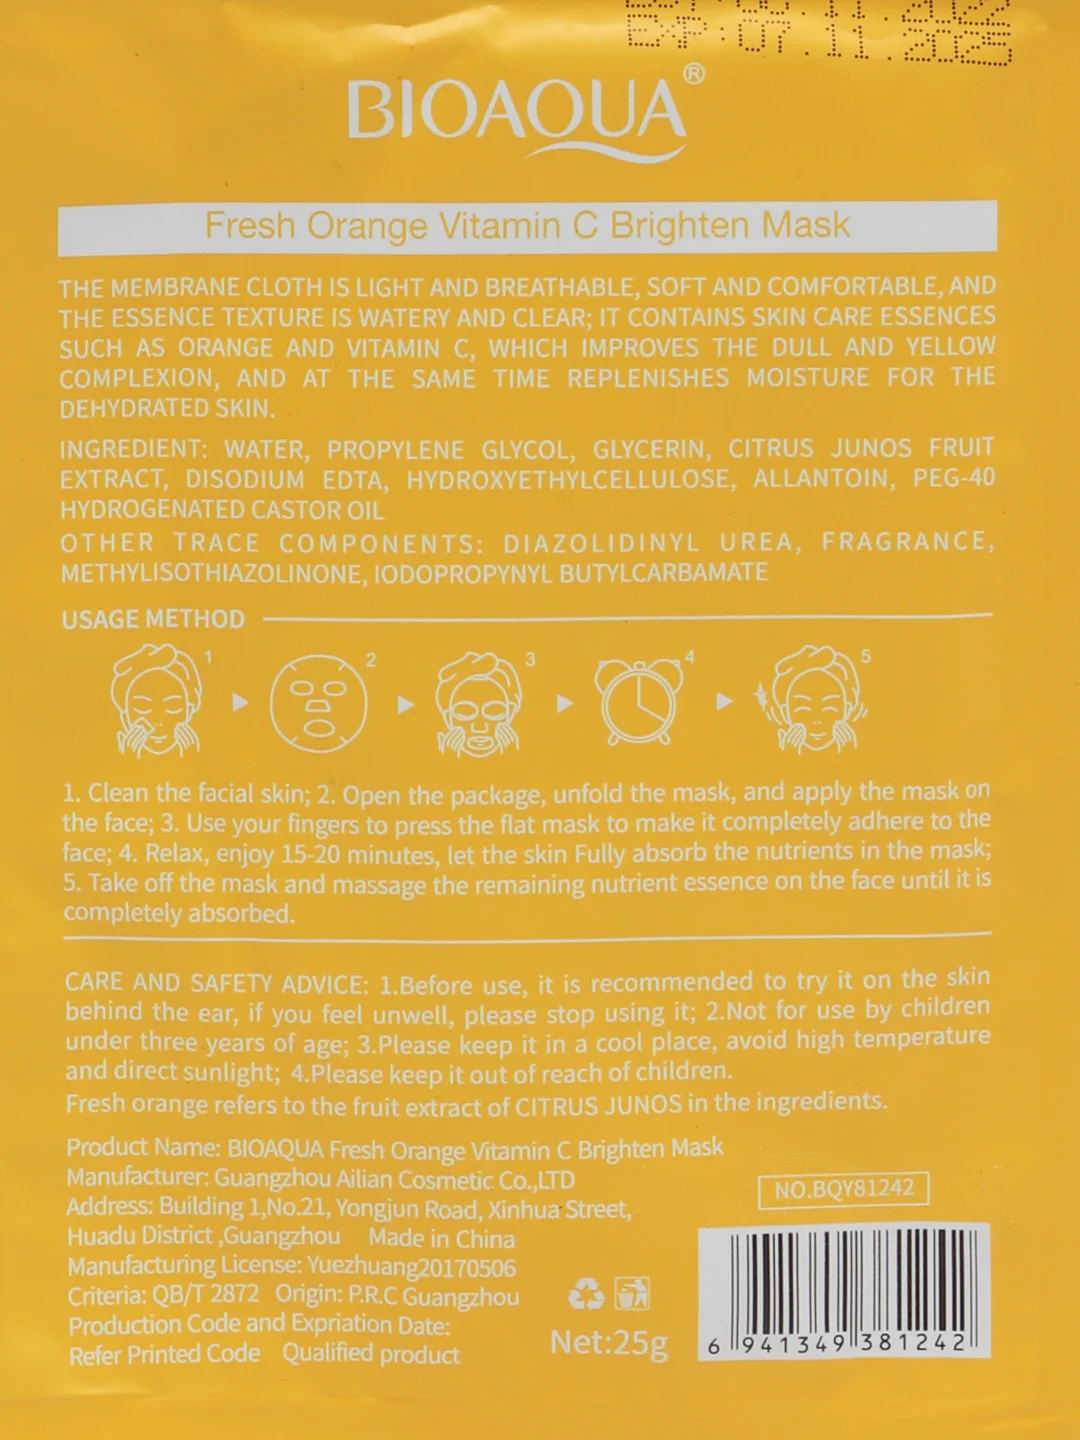 EXP:07.11.2025
BIOAQUA®
Fresh Orange Vitamin C Brighten Mask
THE MEMBRANE CLOTH IS LIGHT AND BREATHABLE, SOFT AND COMFORTABLE, AND
THE ESSENCE TEXTURE IS WATERY AND CLEAR; IT CONTAINS SKIN CARE ESSENCES
SUCH AS ORANGE AND VITAMIN C, WHICH IMPROVES THE DULL AND YELLOW
COMPLEXION, AND AT THE SAME TIME REPLENISHES MOISTURE FOR THE
DEHYDRATED SKIN.
INGREDIENT: WATER, PROPYLENE GLYCOL, GLYCERIN, CITRUS JUNOS FRUIT
EXTRACT, DISODIUM EDTA, HYDROXYETHYLCELLULOSE, ALLANTOIN, PEG-40
HYDROGENATED CASTOR OIL
OTHER TRACE COMPONENTS: DIAZOLIDINYL UREA, FRAGRANCE,
METHYLISOTHIAZOLINONE, IODOPROPYNYL BUTYLCARBAMATE
USAGE METHOD
1 2 3 4 5
1. Clean the facial skin; 2. Open the package, unfold the mask, and apply the mask on
the face; 3. Use your fingers to press the flat mask to make it completely adhere to the
face; 4. Relax, enjoy 15-20 minutes, let the skin Fully absorb the nutrients in the mask;
5. Take off the mask and massage the remaining nutrient essence on the face until it is
completely absorbed.
CARE AND SAFETY ADVICE: 1.Before use, it is recommended to try it on the skin
behind the ear, if you feel unwell, please stop using it; 2.Not for use by children
under three years of age; 3.Please keep it in a cool place, avoid high temperature
and direct sunlight; 4.Please keep it out of reach of children.
Fresh orange refers to the fruit extract of CITRUS JUNOS in the ingredients.
Product Name: BIOAQUA Fresh Orange Vitamin C Brighten Mask
Manufacturer: Guangzhou Ailian Cosmetic Co.,LTD
Address: Building 1,No.21, Yongjun Road, Xinhua Street,
Huadu District ,Guangzhou Made in China
Manufacturing License: Yuezhuang20170506
Criteria: QB/T 2872 Origin: P.R.C Guangzhou
Production Code and Expriation Date:
Refer Printed Code Qualified product
Net:25g
NO.BQY81242
6 941349 381242